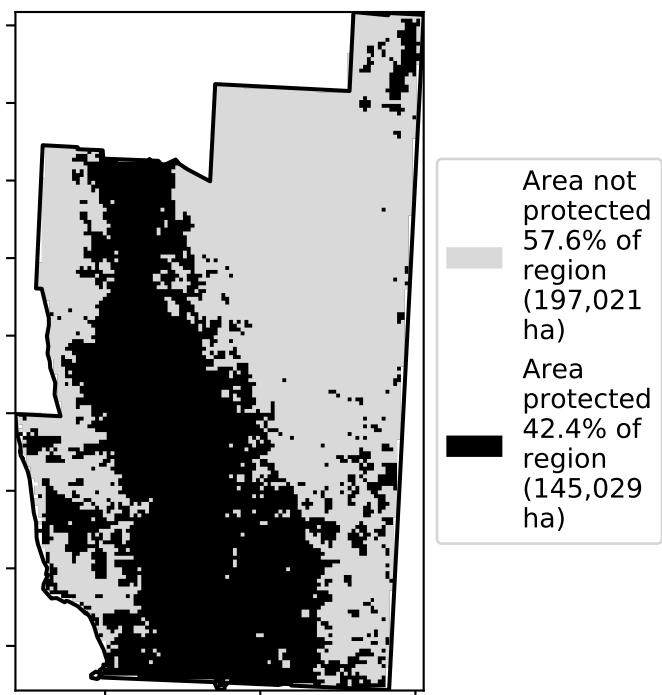 Area not
protected
57.6% of
region
(197,021
ha)
Area
protected
42.4% of
region
(145,029
ha)